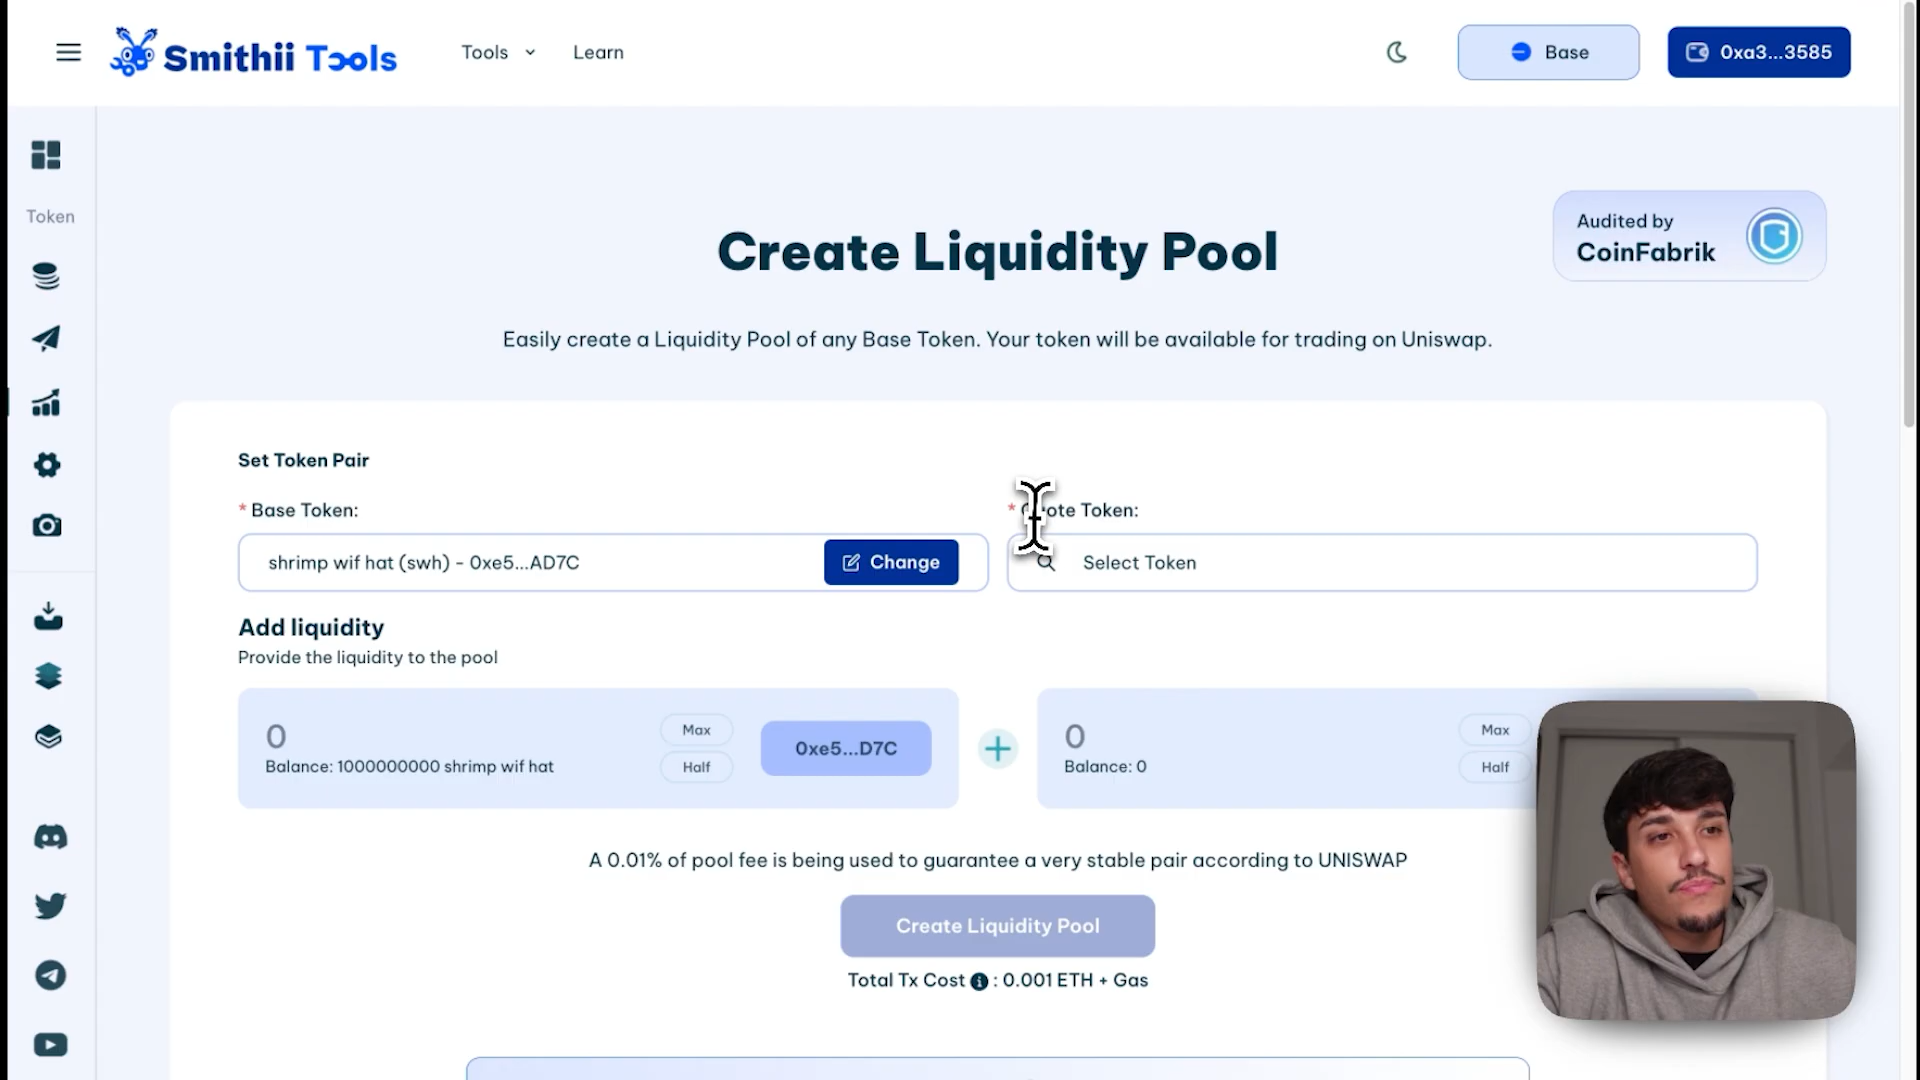 Smithii Tools
Tools
Learn
Base
0xa3...3585
Token
Create Liquidity Pool
Audited by
CoinFabrik
Easily create a Liquidity Pool of any Base Token. Your token will be available for trading on Uniswap.
Set Token Pair
* Base Token:
* Token:
shrimp wif hat (swh) - 0xe5...AD7C
Change
Select Token
Add liquidity
Provide the liquidity to the pool
0
Balance: 1000000000 shrimp wif hat
Max
Half
0xe5...D7C
0
Balance: 0
Max
Half
A 0.01% of pool fee is being used to guarantee a very stable pair according to UNISWAP
Create Liquidity Pool
Total Tx Cost : 0.001 ETH + Gas